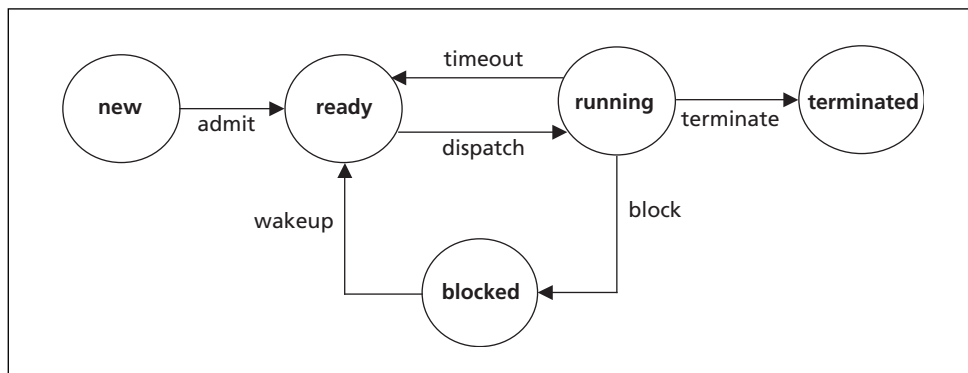 timeout
new
ready
running
terminated
admit
terminate
dispatch
wakeup
block
blocked